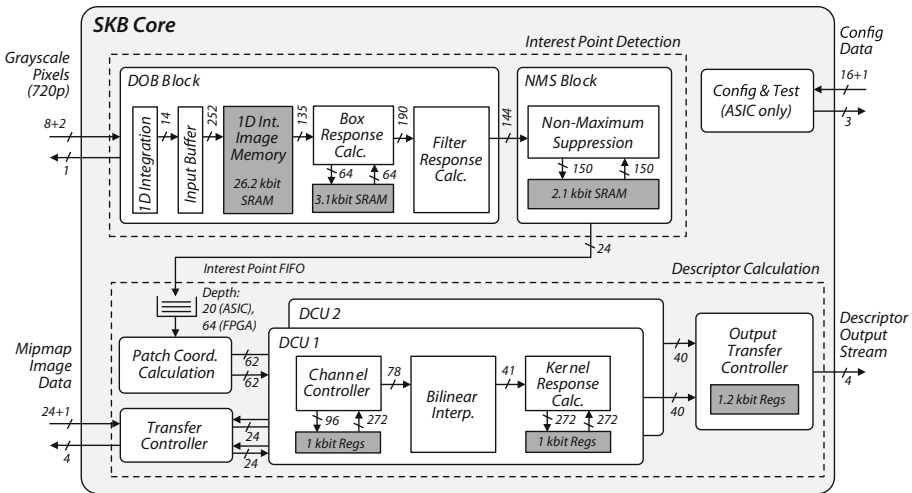 SKB Core
Grayscale
Pixels
(720p)
8+2
1
Interest Point Detection
DOB Block
1D Integration
14
Input Buffer
252
1D Int.
Image
Memory
26.2 kbit
SRAM
135
Box
Response
Calc.
64
64
3.1kbit SRAM
190
Filter
Response
Calc.
144
NMS Block
Non-Maximum
Suppression
150
150
2.1 kbit SRAM
24
Config & Test
(ASIC only)
Config
Data
16+1
3
Interest Point FIFO
Depth:
20 (ASIC),
64 (FPGA)
Descriptor Calculation
Mipmap
Image
Data
24+1
4
Patch Coord.
Calculation
62
62
Transfer
Controller
24
24
DCU 2
DCU 1
Channel
Controller
96
272
1 kbit Regs
78
Bilinear
Interp.
41
Kernel
Response
Calc.
272
272
1 kbit Regs
40
40
Output
Transfer
Controller
1.2 kbit Regs
Descriptor
Output
Stream
4